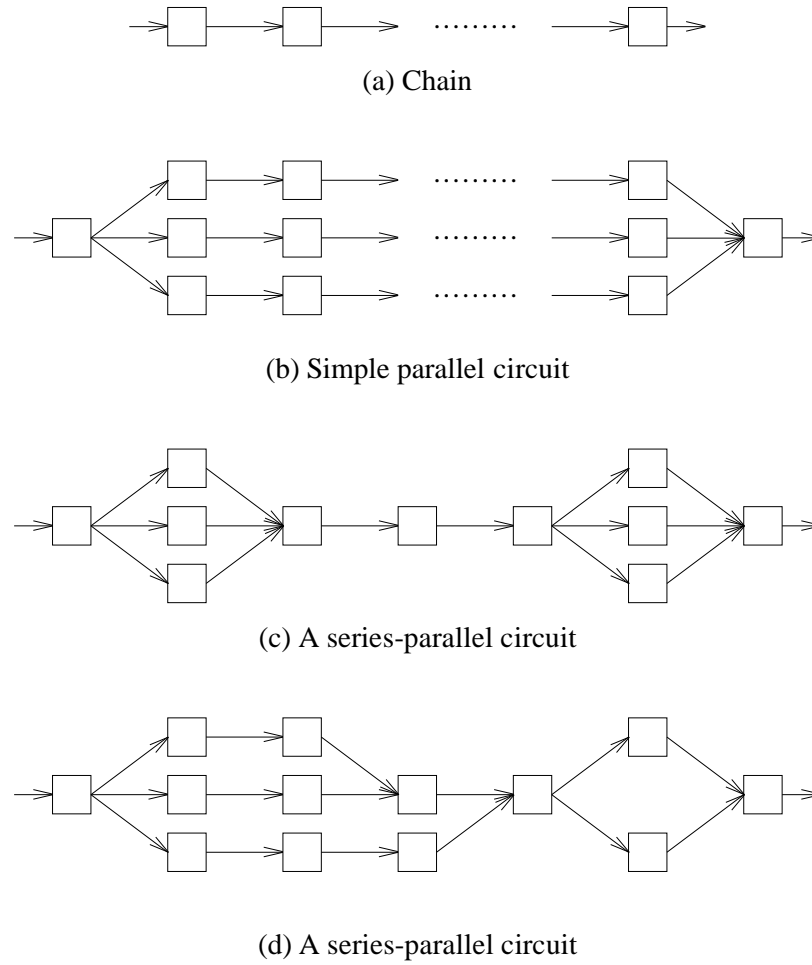 (a) Chain
(b) Simple parallel circuit
(c) A series-parallel circuit
(d) A series-parallel circuit